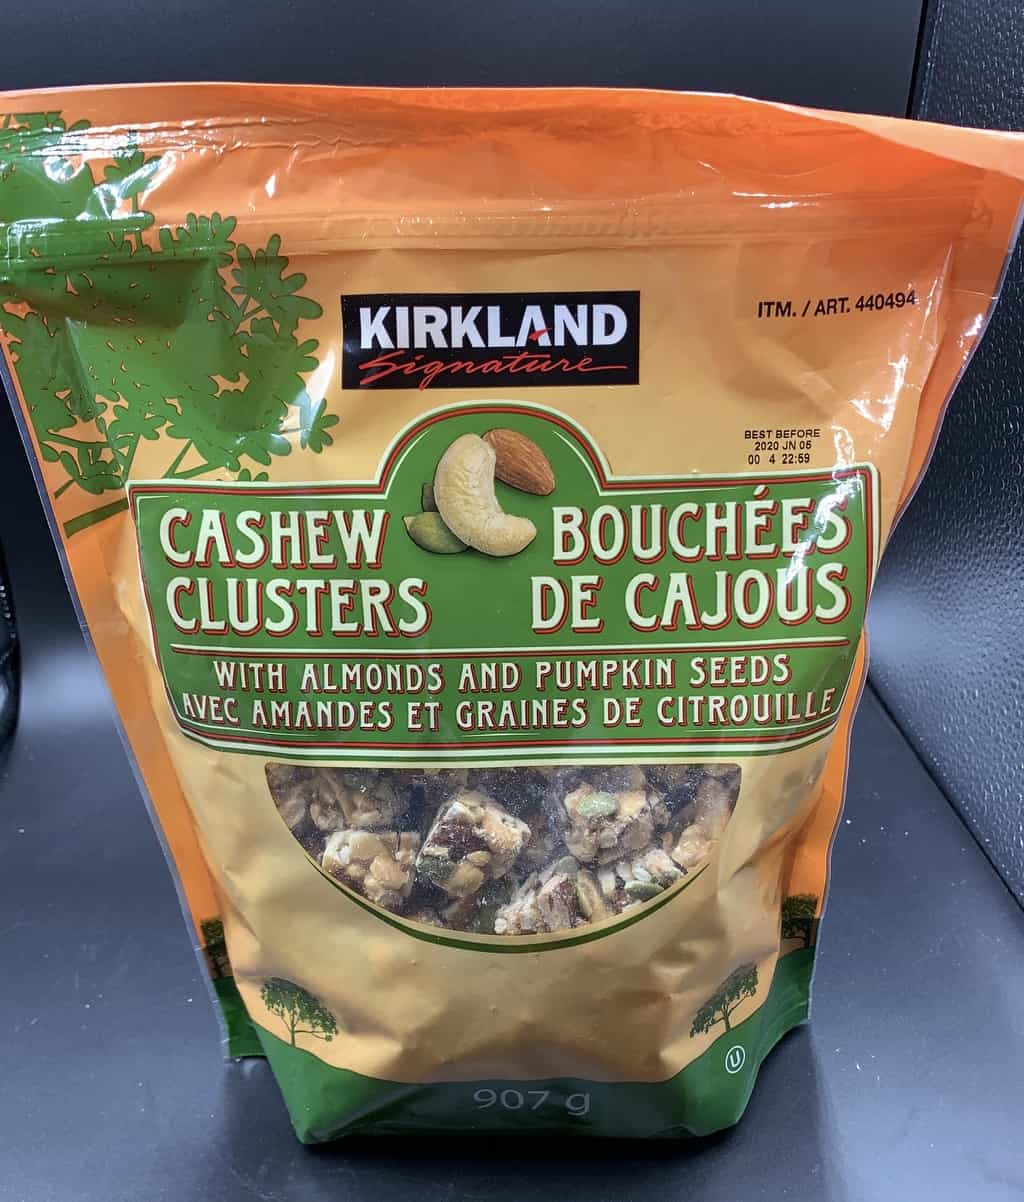 KIRKLAND
Signature
ITM. / ART. 440494
BEST BEFORE
2020 JN 05
00 4 22:59
CASHEW
CLUSTERS
BOUCHÉES
DE CAJOUS
WITH ALMONDS AND PUMPKIN SEEDS
AVEC AMANDES ET GRAINES DE CITROUILLE
U
907 g